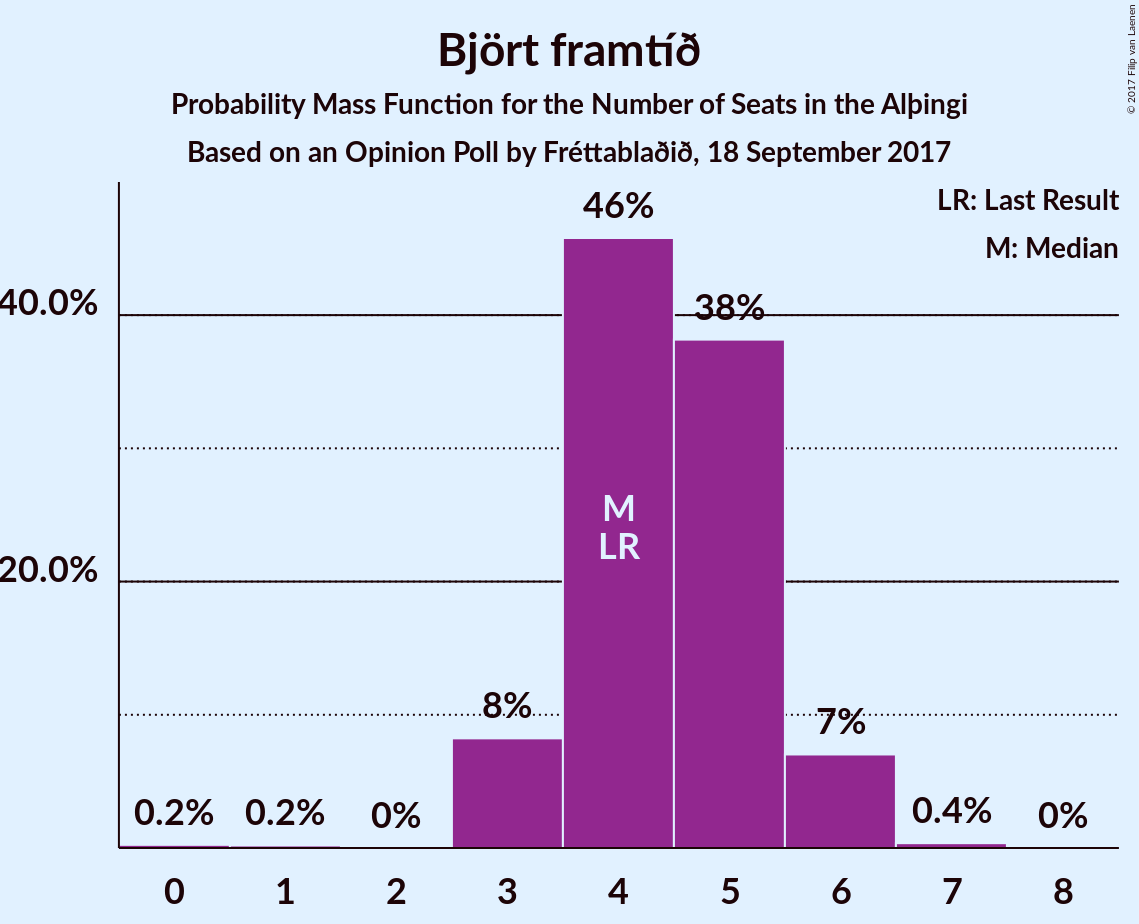 Björt framtíð
Probability Mass Function for the Number of Seats in the Alþingi
Based on an Opinion Poll by Fréttablaðið, 18 September 2017
© 2017 Filip van Laenen
LR: Last Result
M: Median
46%
40.0%
38%
M
LR
20.0%
8%
7%
0.2%
0.2%
0%
0.4%
0%
0
1
2
3
4
5
6
7
8